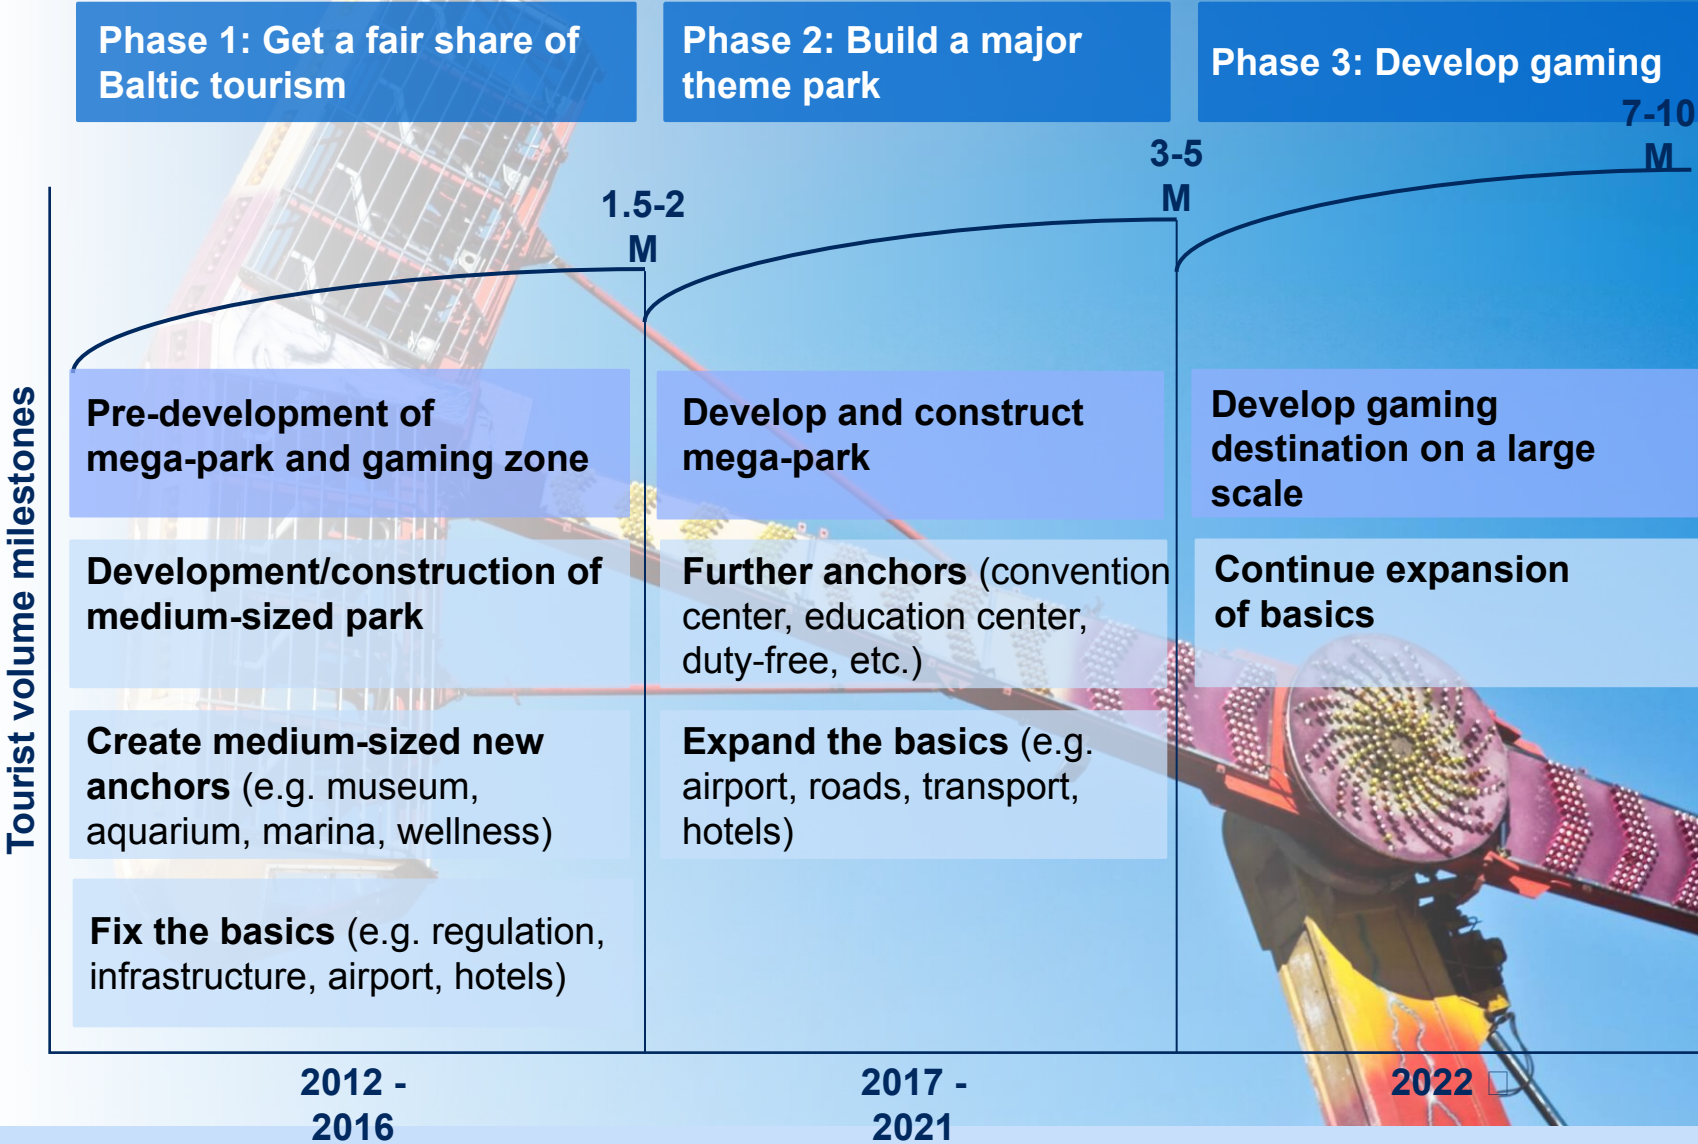 Phase 1: Get a fair share of
Baltic tourism
Phase 2: Build a major
theme park
Phase 3: Develop gaming
1.5-2
M
3-5
M
7-10
M
Tourist volume milestones
Pre-development of
mega-park and gaming zone
Development/construction of
medium-sized park
Create medium-sized new
anchors (e.g. museum,
aquarium, marina, wellness)
Fix the basics (e.g. regulation,
infrastructure, airport, hotels)
Develop and construct
mega-park
Further anchors (convention
center, education center,
duty-free, etc.)
Expand the basics (e.g.
airport, roads, transport,
hotels)
Develop gaming
destination on a large
scale
Continue expansion
of basics
2012 -
2016
2017 -
2021
2022